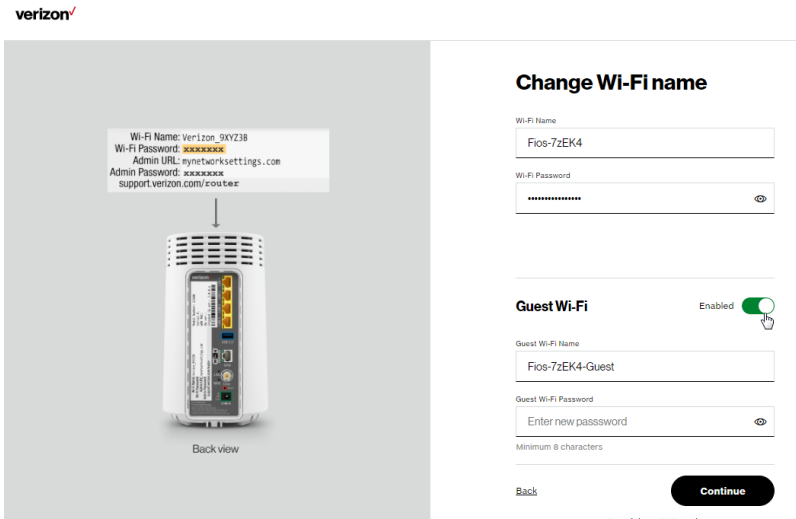 verizon
Wi-Fi Name: Verizon_9XYZ3B
Wi-Fi Password: xxxxxxx
Admin URL: mynetworksettings.com
Admin Password: xxxxxxx
support.verizon.com/router
Back view
Change Wi-Fi name
Wi-Fi Name
Fios-7zEK4
Wi-Fi Password
••••••••••••••••
Guest Wi-Fi
Enabled
Guest Wi-Fi Name
Fios-7zEK4-Guest
Guest Wi-Fi Password
Enter new passsword
Minimum 8 characters
Back
Continue